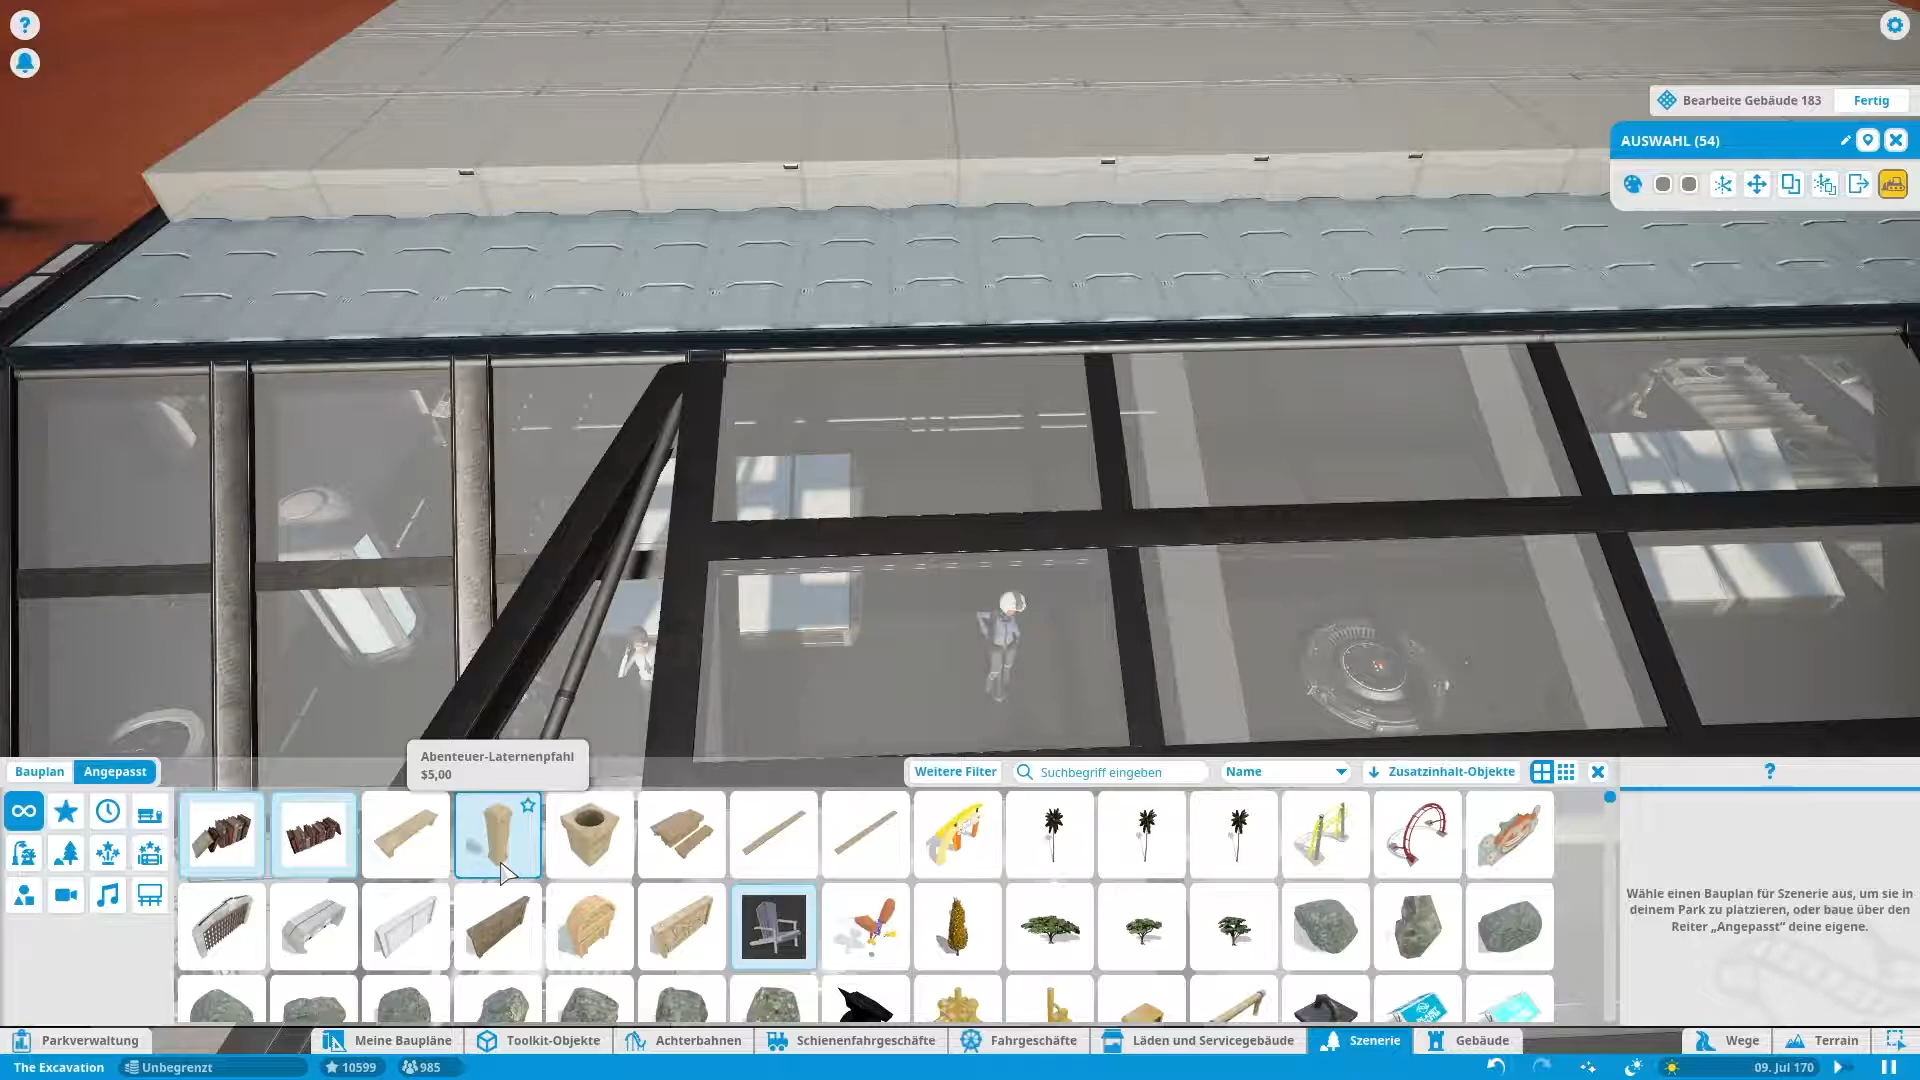 ?
Bearbeite Gebäude 183
Fertig
AUSWAHL (54)
Abenteuer-Laternenpfahl
$5,00
Bauplan
Angepasst
Weitere Filter
Suchbegriff eingeben
Name
Zusatzinhalt-Objekte
?
Wähle einen Bauplan für Szenerie aus, um sie in
deinem Park zu platzieren, oder baue über den
Reiter „Angepasst“ deine eigene.
Parkverwaltung
Meine Baupläne
Toolkit-Objekte
Achterbahnen
Schienenfahrgeschäfte
Fahrgeschäfte
Läden und Servicegebäude
Szenerie
Gebäude
Wege
Terrain
The Excavation
Unbegrenzt
10599
985
09. Jul 170